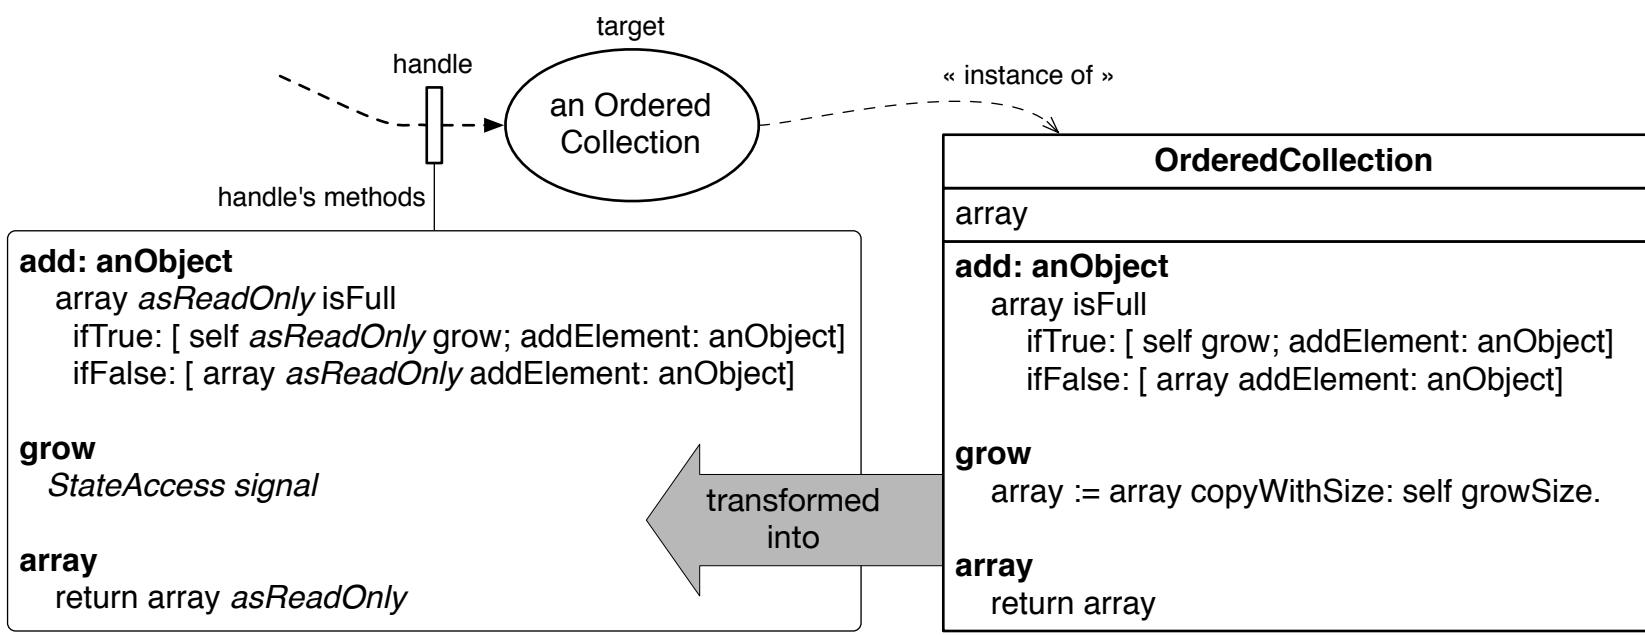 target
handle
an Ordered
Collection
« instance of »
handle's methods
add: anObject
array asReadOnly isFull
ifTrue: [ self asReadOnly grow; addElement: anObject]
ifFalse: [ array asReadOnly addElement: anObject]
grow
StateAccess signal
array
return array asReadOnly
transformed
into
OrderedCollection
array
add: anObject
array isFull
ifTrue: [ self grow; addElement: anObject]
ifFalse: [ array addElement: anObject]
grow
array := array copyWithSize: self growSize.
array
return array